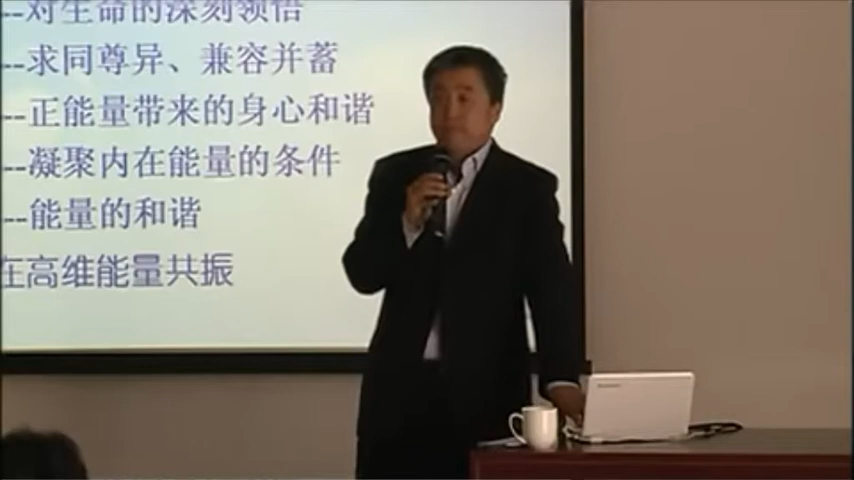 --对生命的深刻领悟
--求同尊异、兼容并蓄
--正能量带来的身心和谐
--凝聚内在能量的条件
--能量的和谐
在高维能量共振